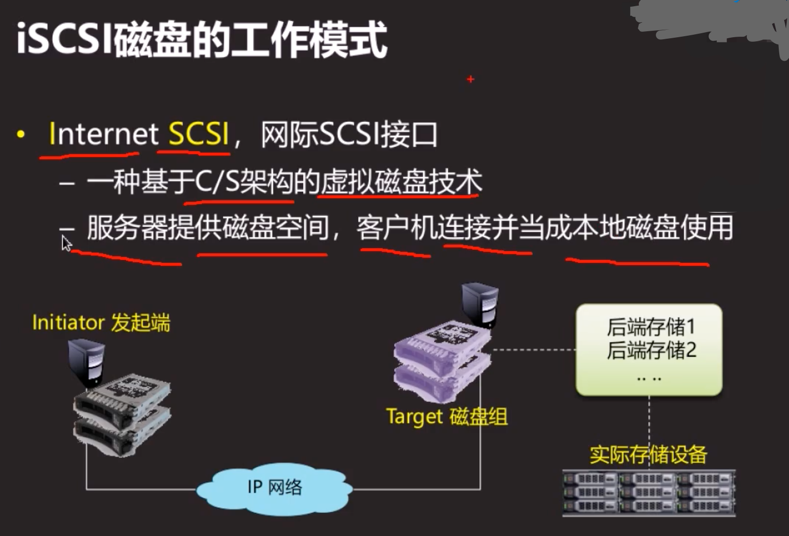 iSCSI磁盘的工作模式
• Internet SCSI，网际SCSI接口
– 一种基于C/S架构的虚拟磁盘技术
– 服务器提供磁盘空间，客户机连接并当成本地磁盘使用
Initiator 发起端
后端存储1
后端存储2
.. ..
Target 磁盘组
实际存储设备
IP 网络